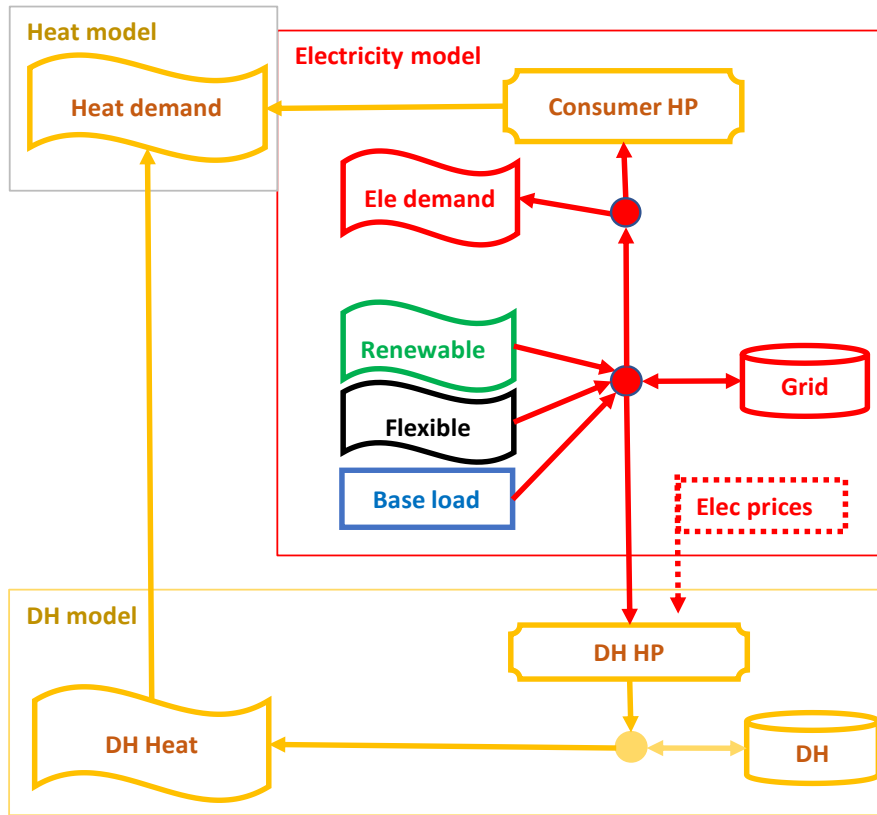 Heat model
Heat demand
Electricity model
Consumer HP
Ele demand
Renewable
Flexible
Base load
Grid
Elec prices
DH model
DH HP
DH Heat
DH